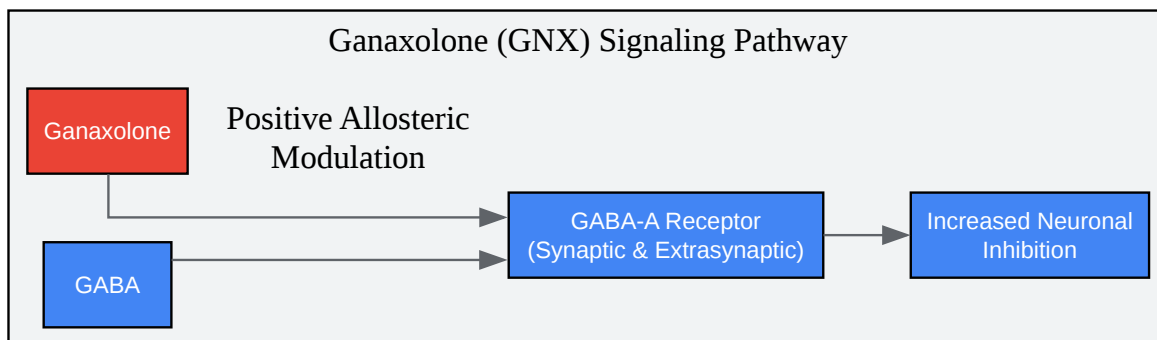 Ganaxolone (GNX) Signaling Pathway
Ganaxolone
Positive Allosteric
Modulation
GABA
GABA-A Receptor
(Synaptic & Extrasynaptic)
Increased Neuronal
Inhibition